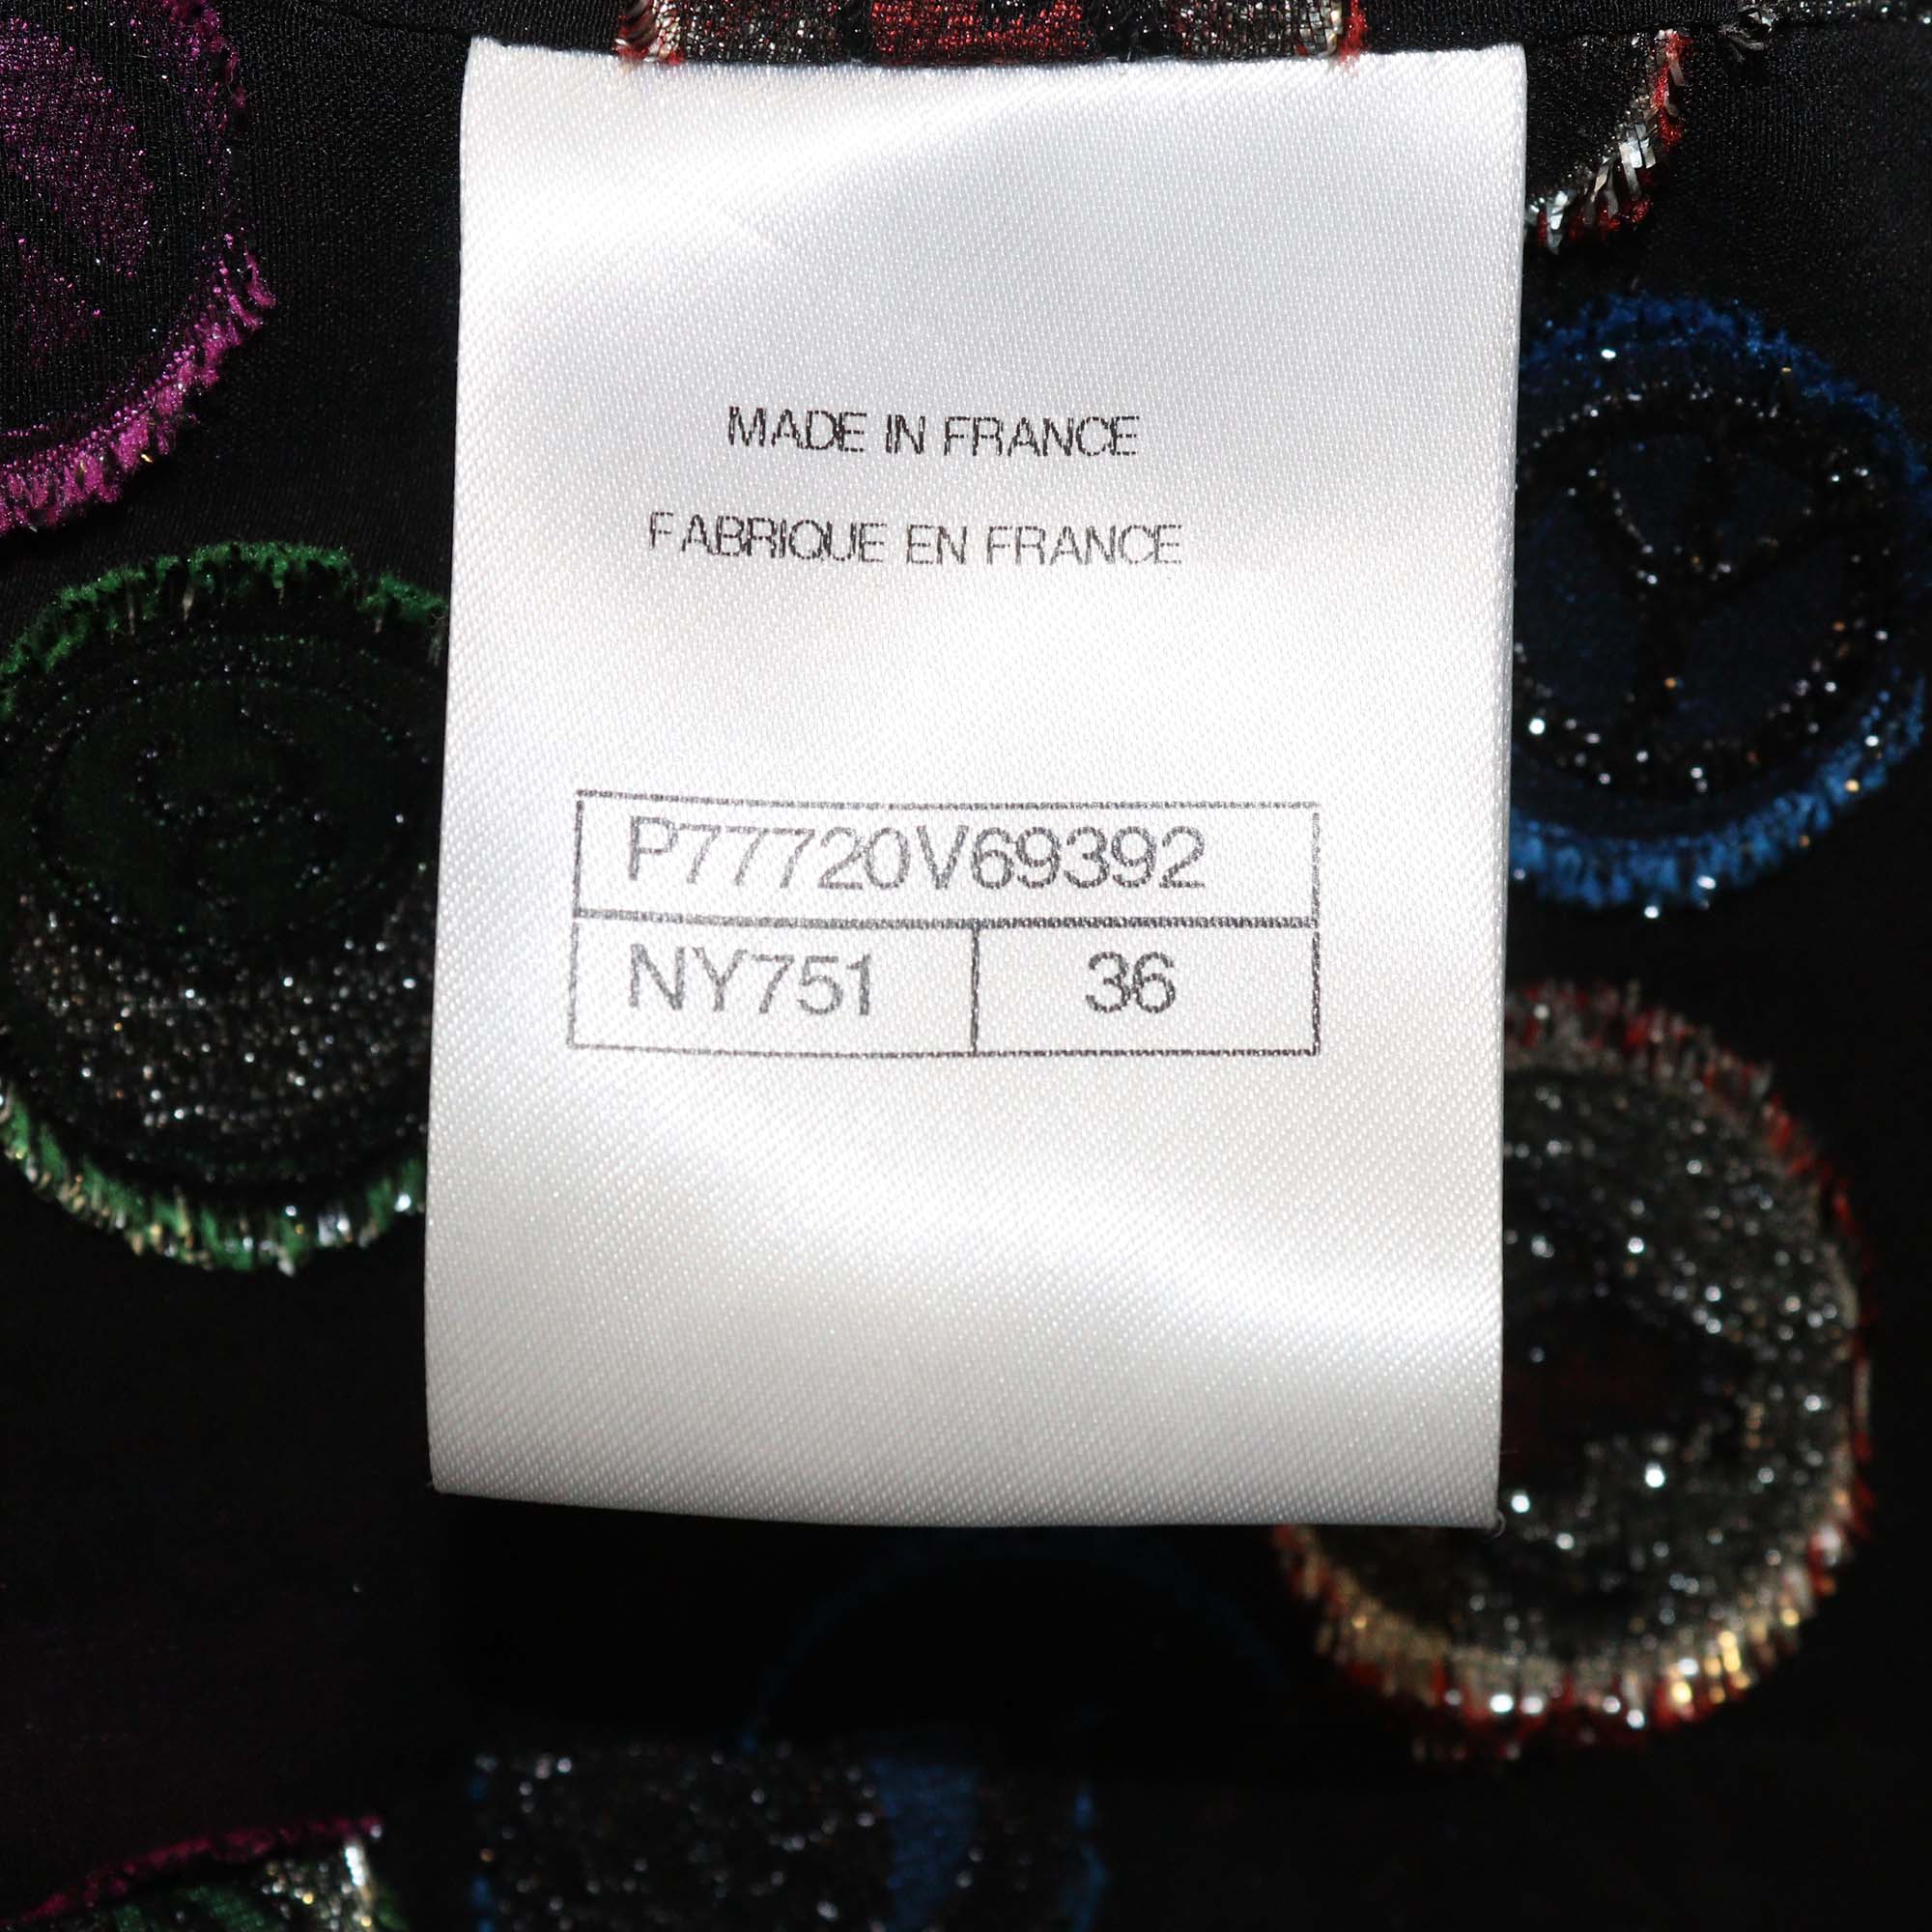 MADE IN FRANCE
FABRIQUE EN FRANCE
P77720V69392
NY751 36